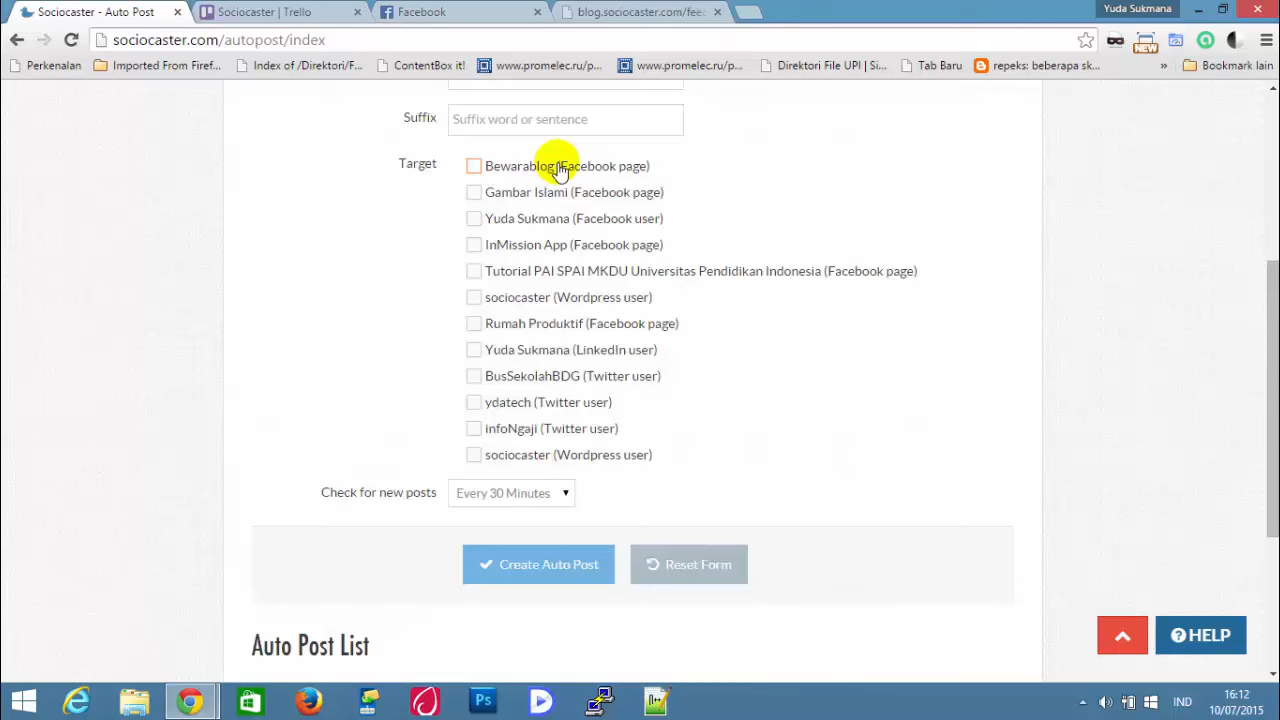 Sociocaster - Auto Post
Sociocaster | Trello
Facebook
blog.sociocaster.com/feed
Yuda Sukmana
sociocaster.com/autopost/index
NEW
Perkenalan
Imported From Firef...
Index of /Direktori/F...
ContentBox it!
www.promelec.ru/p...
www.promelec.ru/p...
Direktori File UPI | Si...
Tab Baru
repeks: beberapa sk...
»
Bookmark lain
Suffix
Suffix word or sentence
Target
Bewarablog (Facebook page)
Gambar Islami (Facebook page)
Yuda Sukmana (Facebook user)
InMission App (Facebook page)
Tutorial PAI SPAI MKDU Universitas Pendidikan Indonesia (Facebook page)
sociocaster (Wordpress user)
Rumah Produktif (Facebook page)
Yuda Sukmana (LinkedIn user)
BusSekolahBDG (Twitter user)
ydatech (Twitter user)
infoNgaji (Twitter user)
sociocaster (Wordpress user)
Check for new posts
Every 30 Minutes
Create Auto Post
Reset Form
HELP
Auto Post List
Ps
IND
16:12
10/07/2015